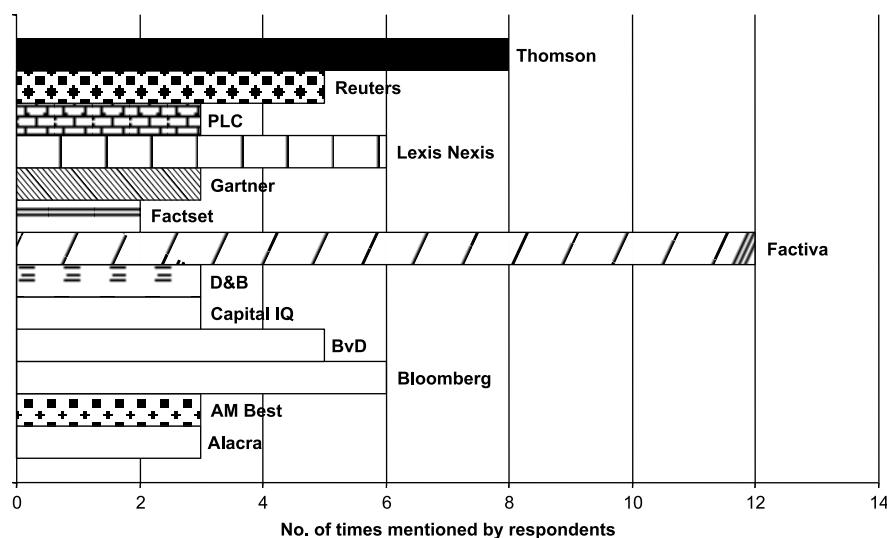 Thomson
Reuters
PLC
Lexis Nexis
Gartner
Factset
Factiva
D&B
Capital IQ
BvD
Bloomberg
AM Best
Alacra
0 2 4 6 8 10 12 14
No. of times mentioned by respondents